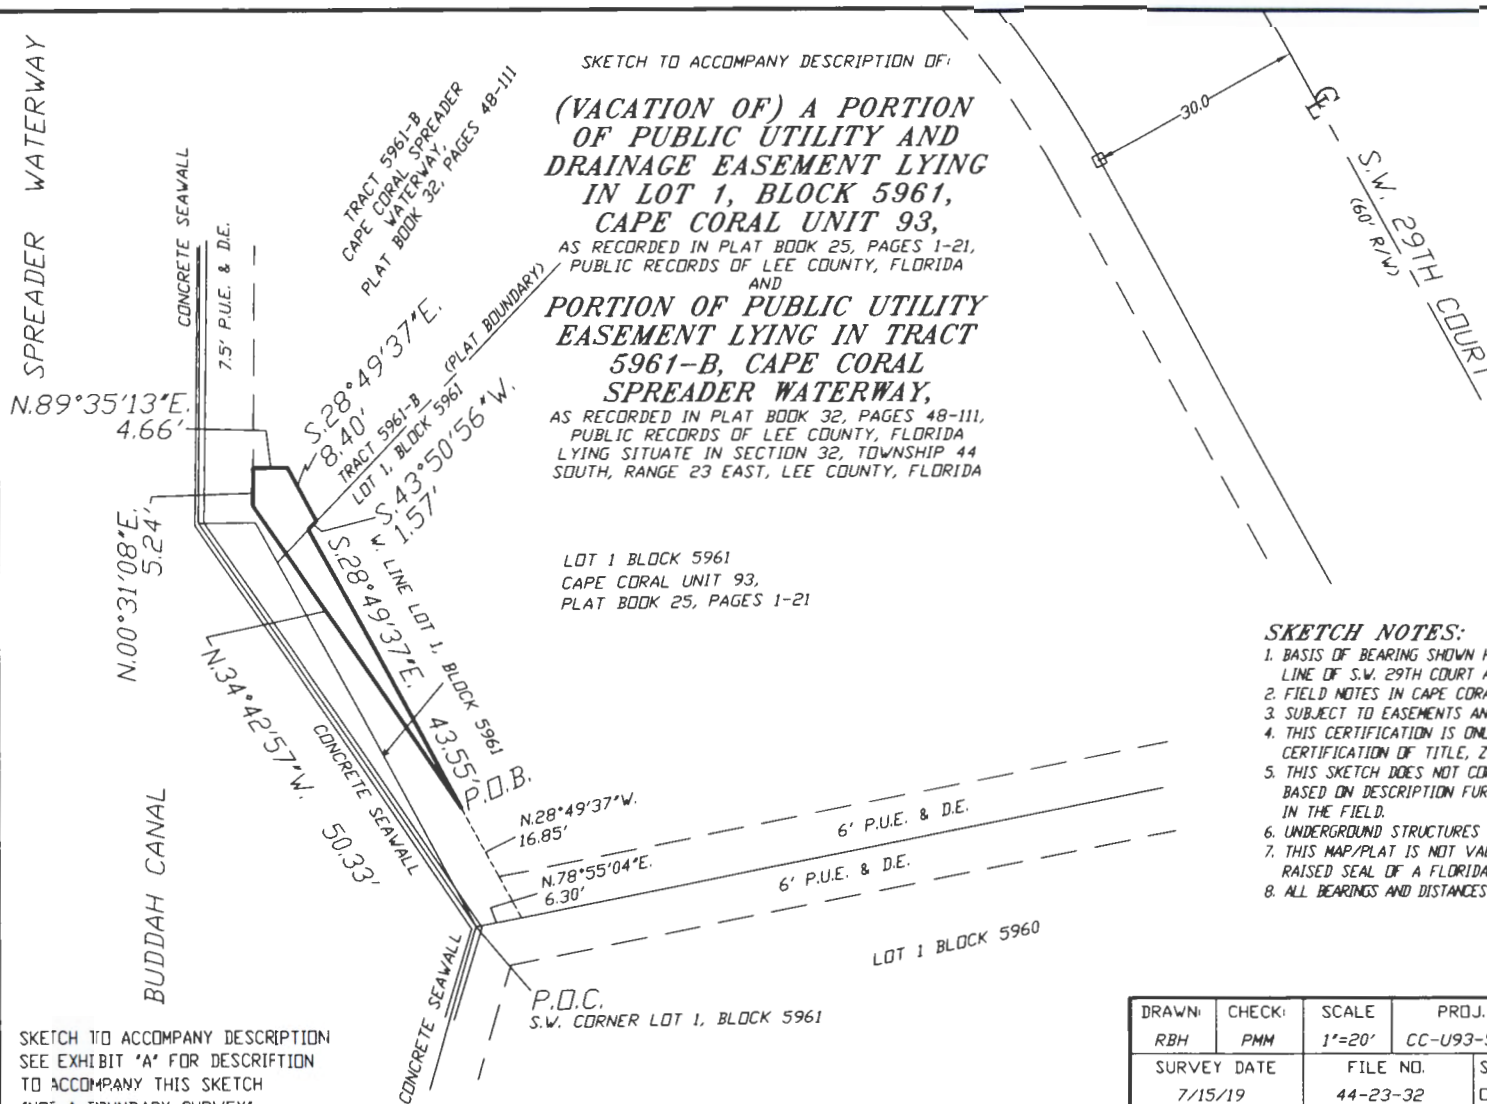 SKETCH TO ACCOMPANY DESCRIPTION OF:
(VACATION OF) A PORTION
OF PUBLIC UTILITY AND
DRAINAGE EASEMENT LYING
IN LOT 1, BLOCK 5961,
CAPE CORAL UNIT 93,
AS RECORDED IN PLAT BOOK 25, PAGES 1-21,
PUBLIC RECORDS OF LEE COUNTY, FLORIDA
AND
PORTION OF PUBLIC UTILITY
EASEMENT LYING IN TRACT
5961-B, CAPE CORAL
SPREADER WATERWAY,
AS RECORDED IN PLAT BOOK 32, PAGES 48-111,
PUBLIC RECORDS OF LEE COUNTY, FLORIDA
LYING SITUATE IN SECTION 32, TOWNSHIP 44
SOUTH, RANGE 23 EAST, LEE COUNTY, FLORIDA
SPREADER WATERWAY
CONCRETE SEAWALL
7.5' P.U.E. & D.E.
TRACT 5961-B
CAPE CORAL SPREADER
WATERWAY,
PLAT BOOK 32, PAGES 48-111
30.0
C̵L
S.W. 29TH COURT
(60' R/W)
N.89°35'13"E.
4.66'
S.28°49'37"E.
8.40'
TRACT 5961-B (PLAT BOUNDARY)
LOT 1, BLOCK 5961
S.43°50'56"W.
1.57'
N.00°31'08"E.
5.24'
W. LINE LOT 1, BLOCK 5961
S.28°49'37"E. 43.55'
LOT 1 BLOCK 5961
CAPE CORAL UNIT 93,
PLAT BOOK 25, PAGES 1-21
N.34°42'57"W. 50.33'
CONCRETE SEAWALL
BUDDAH CANAL
P.O.B.
N.28°49'37"W.
16.85'
N.78°55'04"E.
6.30'
6' P.U.E. & D.E.
6' P.U.E. & D.E.
LOT 1 BLOCK 5960
P.O.C.
S.W. CORNER LOT 1, BLOCK 5961
CONCRETE SEAWALL
SKETCH NOTES:
1. BASIS OF BEARING SHOWN
LINE OF S.W. 29TH COURT
2. FIELD NOTES IN CAPE
3. SUBJECT TO EASEMENTS
4. THIS CERTIFICATION IS
CERTIFICATION OF TITLE,
5. THIS SKETCH DOES NOT
BASED ON DESCRIPTION
IN THE FIELD.
6. UNDERGROUND STRUCTURES
7. THIS MAP/PLAT IS NOT
RAISED SEAL OF A FLORIDA
8. ALL BEARINGS AND DISTANCES
SKETCH TO ACCOMPANY DESCRIPTION
SEE EXHIBIT "A" FOR DESCRIPTION
TO ACCOMPANY THIS SKETCH
DRAWN: CHECK: SCALE PROJ.
RBH PMM 1"=20' CC-U93-
SURVEY DATE FILE NO.
7/15/19 44-23-32